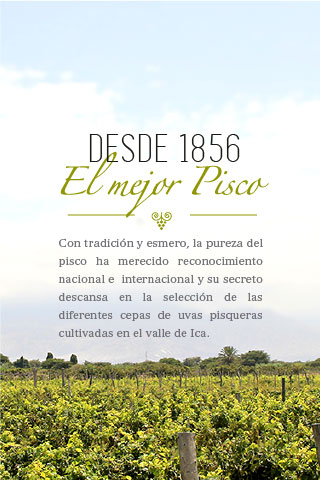 DESDE 1856
El mejor Pisco
Con tradición y esmero, la pureza del
pisco ha merecido reconocimiento
nacional e internacional y su secreto
descansa en la selección de las
diferentes cepas de uvas pisqueras
cultivadas en el valle de Ica.